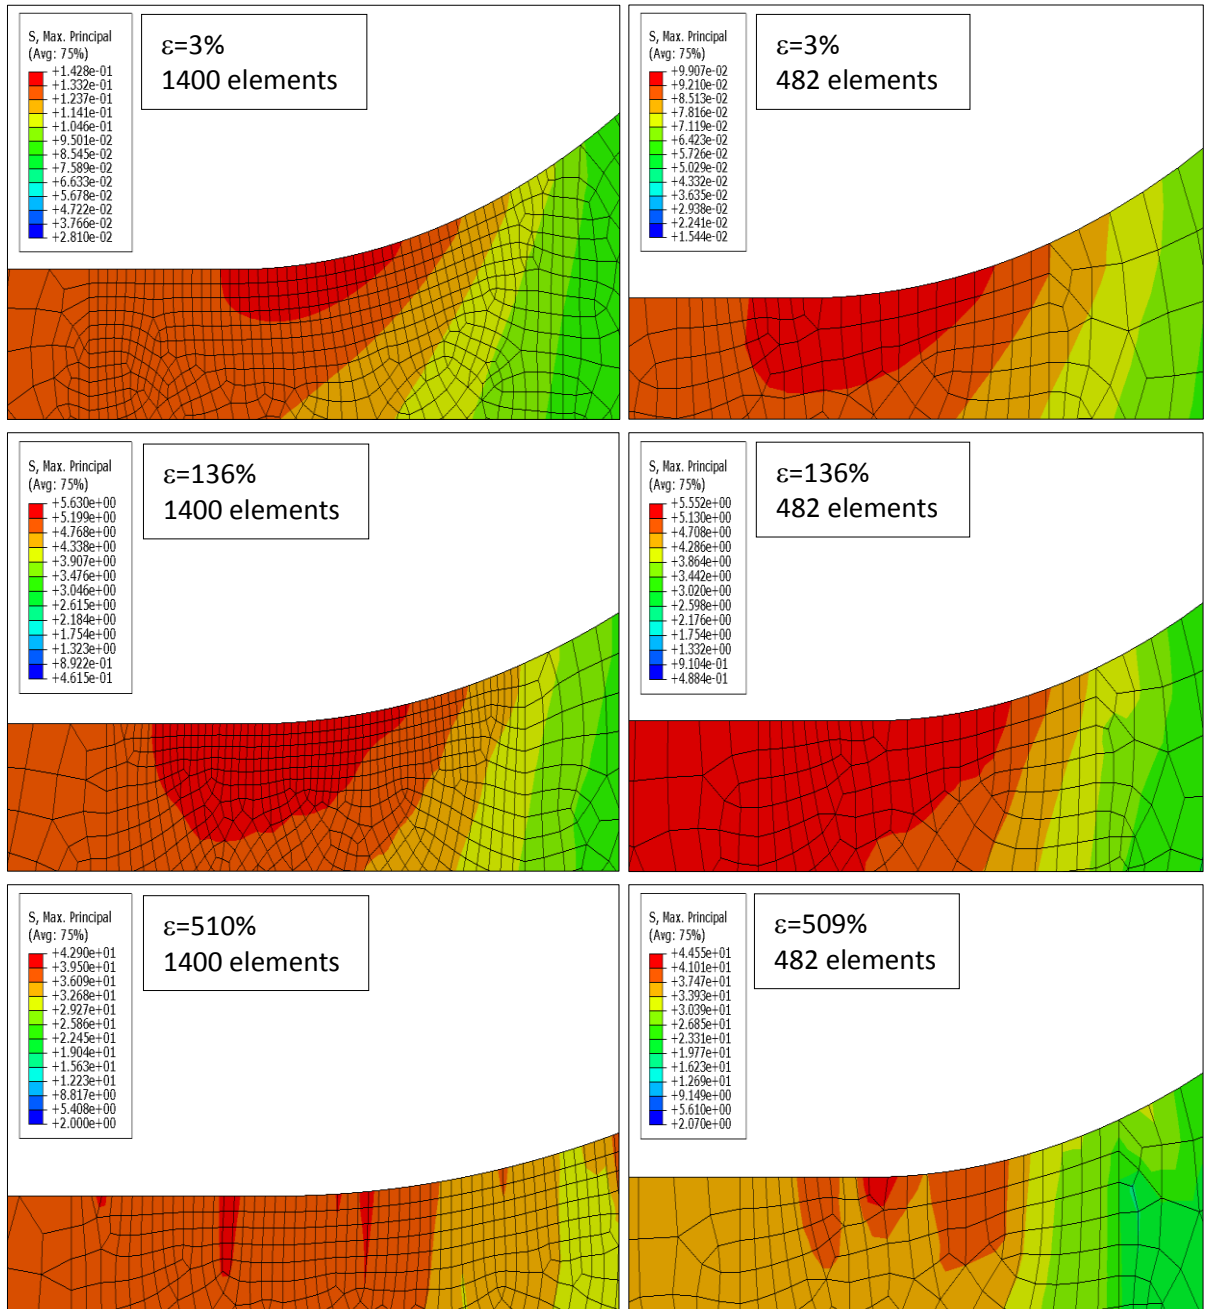 S, Max. Principal
(Avg: 75%)
+1.428e-01
+1.332e-01
+1.237e-01
+1.141e-01
+1.046e-01
+9.501e-02
+8.545e-02
+7.589e-02
+6.633e-02
+5.678e-02
+4.722e-02
+3.766e-02
+2.810e-02
ε=3%
1400 elements
S, Max. Principal
(Avg: 75%)
+9.907e-02
+9.210e-02
+8.513e-02
+7.816e-02
+7.119e-02
+6.423e-02
+5.726e-02
+5.029e-02
+4.332e-02
+3.635e-02
+2.938e-02
+2.241e-02
+1.544e-02
ε=3%
482 elements
S, Max. Principal
(Avg: 75%)
+5.630e+00
+5.199e+00
+4.768e+00
+4.338e+00
+3.907e+00
+3.476e+00
+3.046e+00
+2.615e+00
+2.184e+00
+1.754e+00
+1.323e+00
+8.922e-01
+4.615e-01
ε=136%
1400 elements
S, Max. Principal
(Avg: 75%)
+5.552e+00
+5.130e+00
+4.708e+00
+4.286e+00
+3.864e+00
+3.442e+00
+3.020e+00
+2.598e+00
+2.176e+00
+1.754e+00
+1.332e+00
+9.104e-01
+4.884e-01
ε=136%
482 elements
S, Max. Principal
(Avg: 75%)
+4.290e+01
+3.950e+01
+3.609e+01
+3.268e+01
+2.927e+01
+2.586e+01
+2.245e+01
+1.904e+01
+1.563e+01
+1.223e+01
+8.817e+00
+5.408e+00
+2.000e+00
ε=510%
1400 elements
S, Max. Principal
(Avg: 75%)
+4.455e+01
+4.101e+01
+3.747e+01
+3.393e+01
+3.039e+01
+2.685e+01
+2.331e+01
+1.977e+01
+1.623e+01
+1.269e+01
+9.149e+00
+5.610e+00
+2.070e+00
ε=509%
482 elements